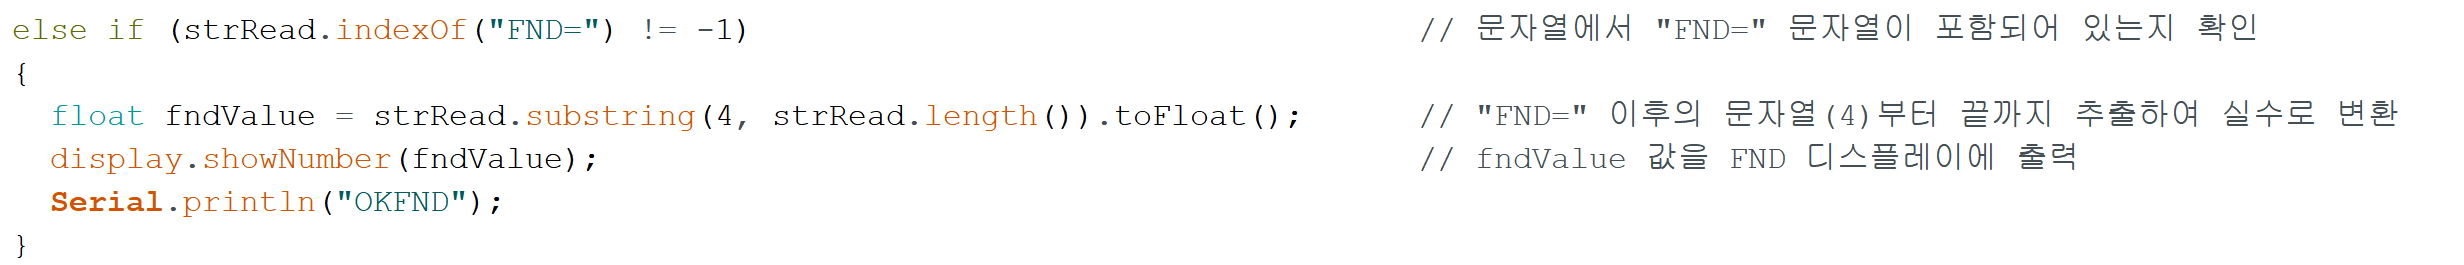 else if (strRead.indexOf("FND=") != -1) // 문자열에서 "FND=" 문자열이 포함되어 있는지 확인
{
float fndValue = strRead.substring(4, strRead.length()).toFloat(); // "FND=" 이후의 문자열(4)부터 끝까지 추출하여 실수로 변환
display.showNumber(fndValue); // fndValue 값을 FND 디스플레이에 출력
Serial.println("OKFND");
}